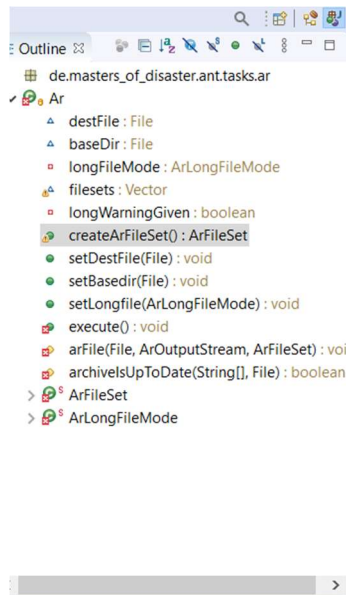 Outline
de.masters_of_disaster.ant.tasks.ar
Ar
destFile : File
baseDir : File
longFileMode : ArLongFileMode
filesets : Vector
longWarningGiven : boolean
createArFileSet() : ArFileSet
setDestFile(File) : void
setBasedir(File) : void
setLongfile(ArLongFileMode) : void
execute() : void
arFile(File, ArOutputStream, ArFileSet) : voi
archiveIsUpToDate(String[], File) : boolean
S ArFileSet
S ArLongFileMode